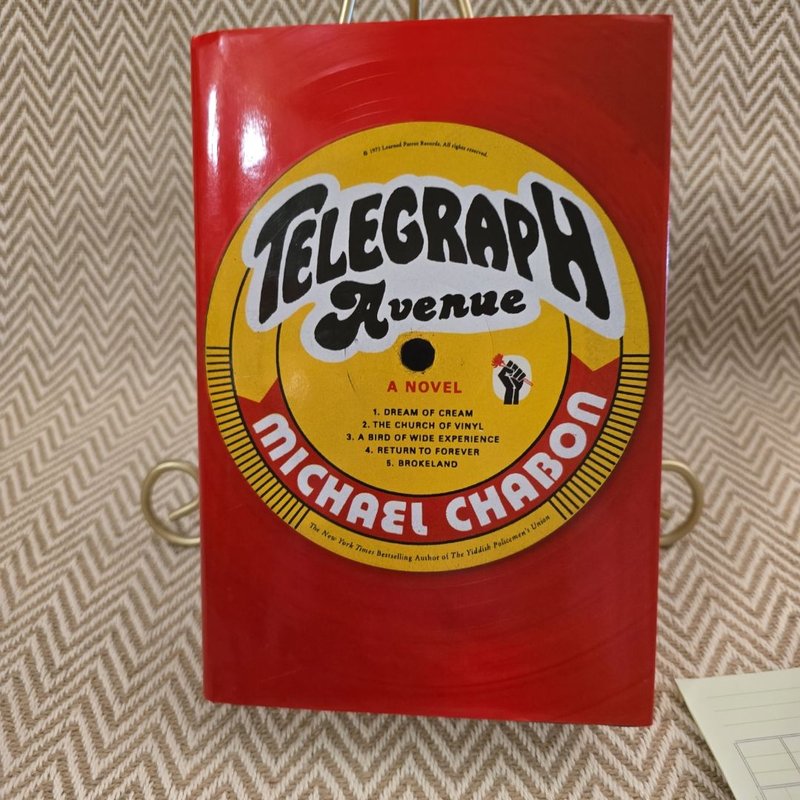 © 1973 Learned Parrot Records. All rights reserved.
TELEGRAPH
Avenue
A NOVEL
1. DREAM OF CREAM
2. THE CHURCH OF VINYL
3. A BIRD OF WIDE EXPERIENCE
4. RETURN TO FOREVER
5. BROKELAND
MICHAEL CHABON
The New York Times Bestselling Author of The Yiddish Policemen's Union